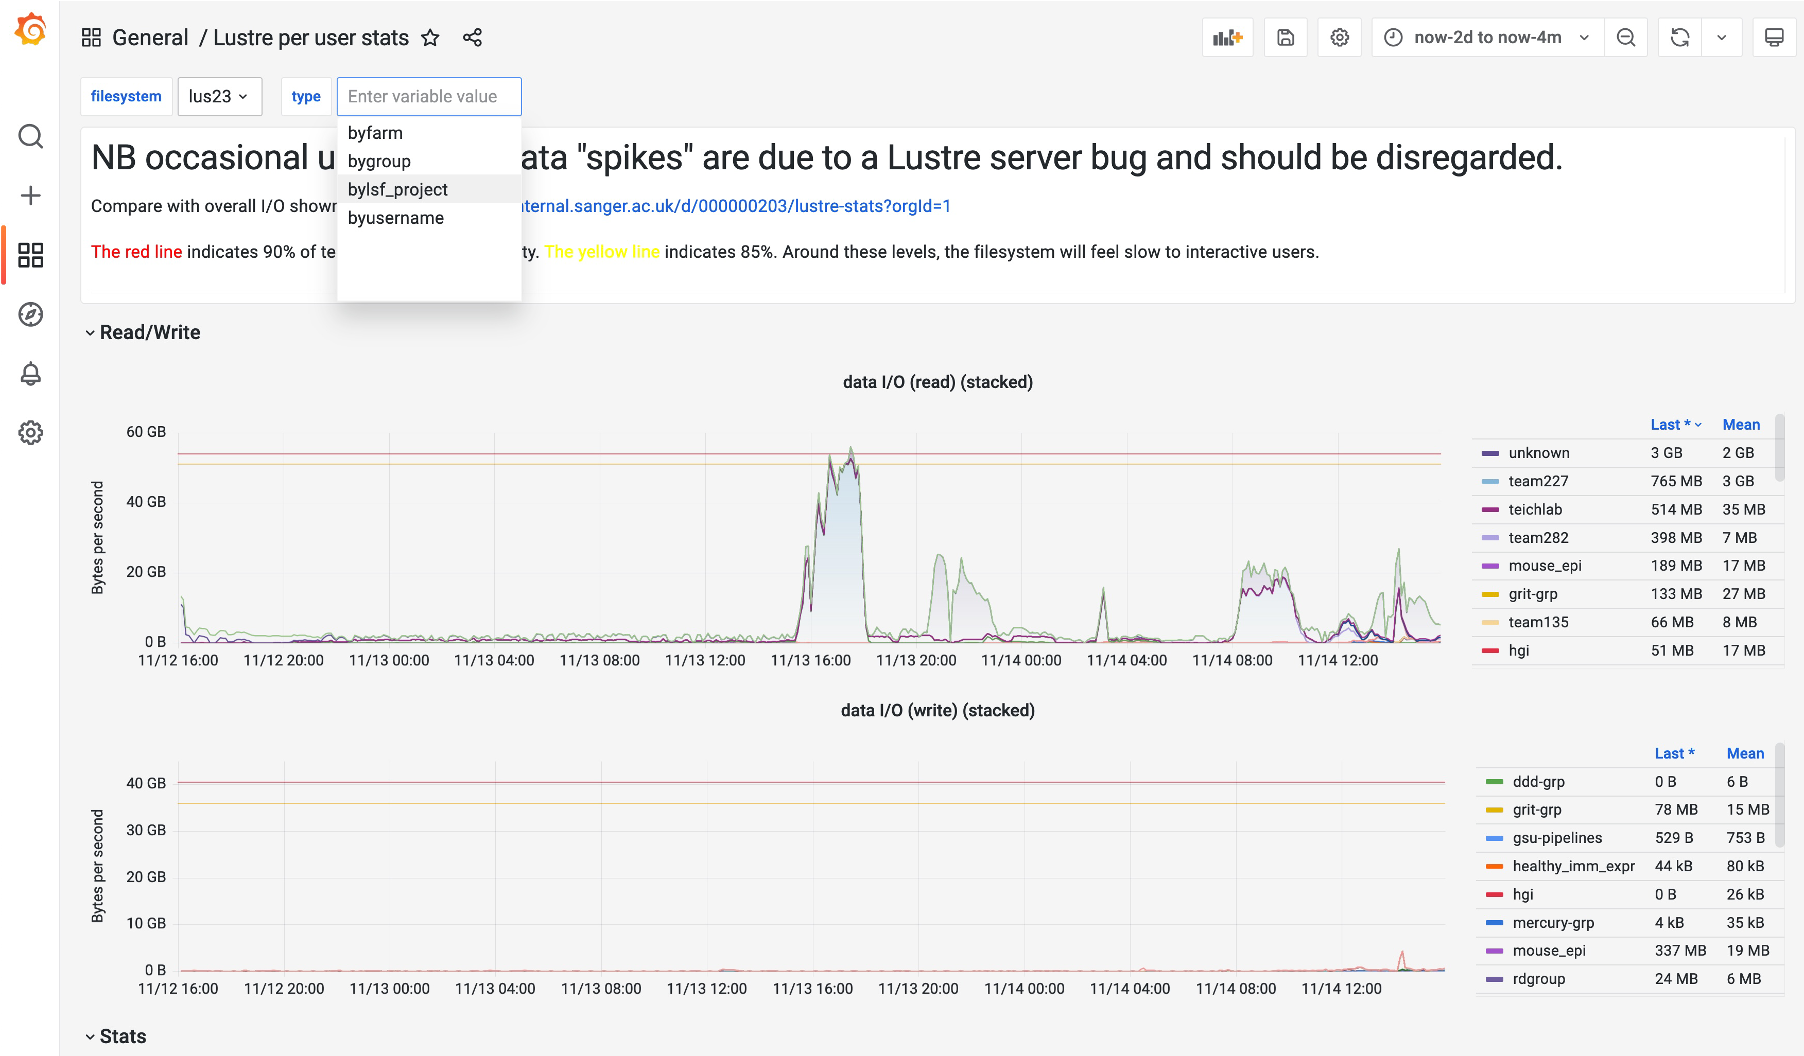 General / Lustre per user stats
now-2d to now-4m
filesystem lus23 type Enter variable value
byfarm
bygroup
bylsf_project
byusername
NB occasional u ata "spikes" are due to a Lustre server bug and should be disregarded.
Compare with overall I/O shown ternal.sanger.ac.uk/d/000000203/lustre-stats?orgId=1
The red line indicates 90% of te ty. The yellow line indicates 85%. Around these levels, the filesystem will feel slow to interactive users.
Read/Write
data I/O (read) (stacked)
Bytes per second
60 GB
40 GB
20 GB
0 B
11/12 16:00 11/12 20:00 11/13 00:00 11/13 04:00 11/13 08:00 11/13 12:00 11/13 16:00 11/13 20:00 11/14 00:00 11/14 04:00 11/14 08:00 11/14 12:00
Last * Mean
unknown 3 GB 2 GB
team227 765 MB 3 GB
teichlab 514 MB 35 MB
team282 398 MB 7 MB
mouse_epi 189 MB 17 MB
grit-grp 133 MB 27 MB
team135 66 MB 8 MB
hgi 51 MB 17 MB
data I/O (write) (stacked)
Bytes per second
40 GB
30 GB
20 GB
10 GB
0 B
11/12 16:00 11/12 20:00 11/13 00:00 11/13 04:00 11/13 08:00 11/13 12:00 11/13 16:00 11/13 20:00 11/14 00:00 11/14 04:00 11/14 08:00 11/14 12:00
Last * Mean
ddd-grp 0 B 6 B
grit-grp 78 MB 15 MB
gsu-pipelines 529 B 753 B
healthy_imm_expr 44 kB 80 kB
hgi 0 B 26 kB
mercury-grp 4 kB 35 kB
mouse_epi 337 MB 19 MB
rdgroup 24 MB 6 MB
Stats